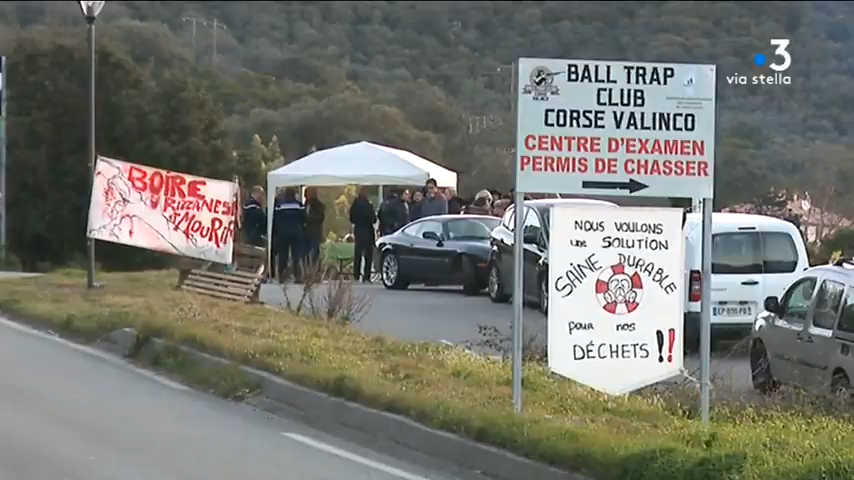 3
via stella
BALL TRAP
CLUB
CORSE VALINCO
CENTRE D'EXAMEN
PERMIS DE CHASSER
BOIRE
RIZZANESI
ET MOURIR
NOUS VOULONS
UNE SOLUTION
SAINE DURABLE
POUR NOS
DÉCHETS !!